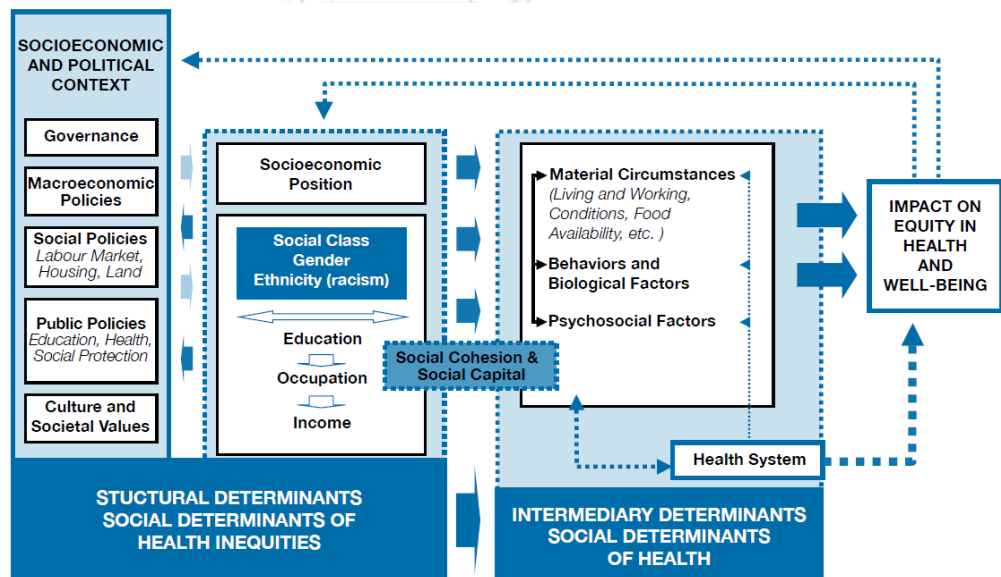 SOCIOECONOMIC
AND POLITICAL
CONTEXT
Governance
Macroeconomic
Policies
Social Policies
Labour Market,
Housing, Land
Public Policies
Education, Health,
Social Protection
Culture and
Societal Values
Socioeconomic
Position
Social Class
Gender
Ethnicity (racism)
Education
Occupation
Income
Social Cohesion &
Social Capital
Material Circumstances
(Living and Working,
Conditions, Food
Availability, etc. )
Behaviors and
Biological Factors
Psychosocial Factors
Health System
IMPACT ON
EQUITY IN
HEALTH
AND
WELL-BEING
STUCTURAL DETERMINANTS
SOCIAL DETERMINANTS OF
HEALTH INEQUITIES
INTERMEDIARY DETERMINANTS
SOCIAL DETERMINANTS
OF HEALTH